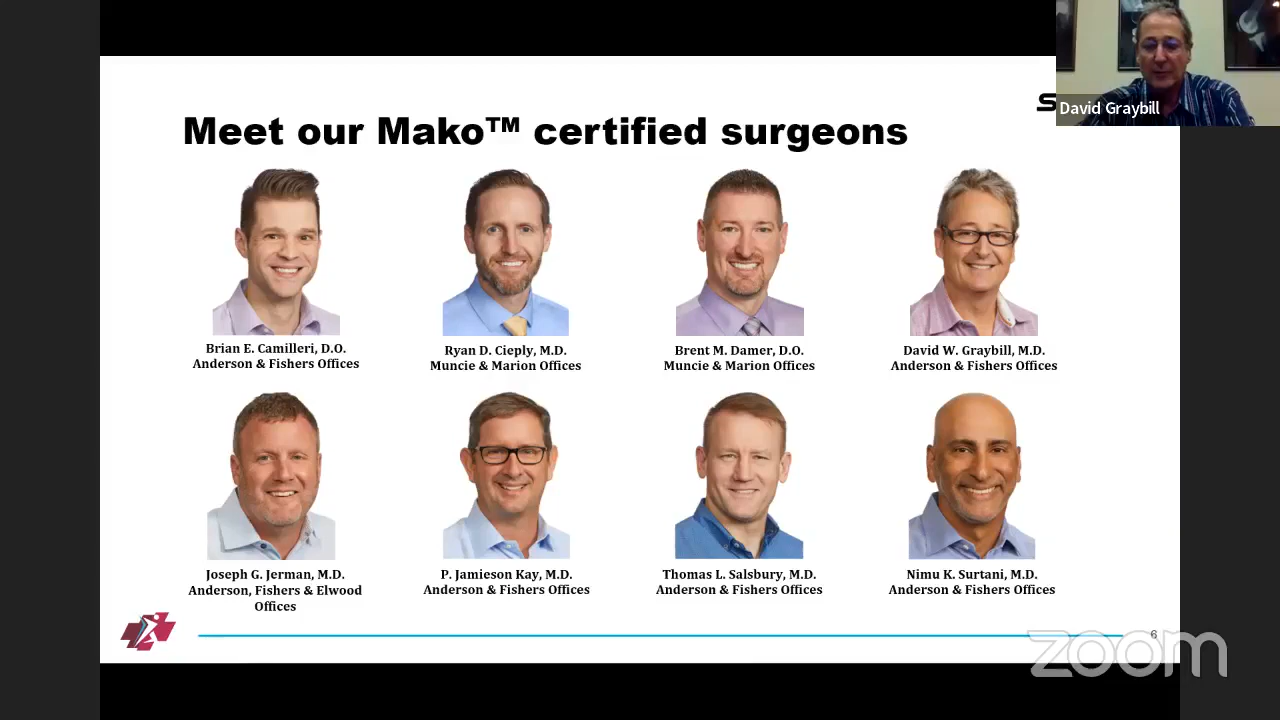 David Graybill
S
Meet our Mako™ certified surgeons
Brian E. Camilleri, D.O.
Anderson & Fishers Offices
Ryan D. Cieply, M.D.
Muncie & Marion Offices
Brent M. Damer, D.O.
Muncie & Marion Offices
David W. Graybill, M.D.
Anderson & Fishers Offices
Joseph G. Jerman, M.D.
Anderson, Fishers & Elwood
Offices
P. Jamieson Kay, M.D.
Anderson & Fishers Offices
Thomas L. Salsbury, M.D.
Anderson & Fishers Offices
Nimu K. Surtani, M.D.
Anderson & Fishers Offices
6
zoom